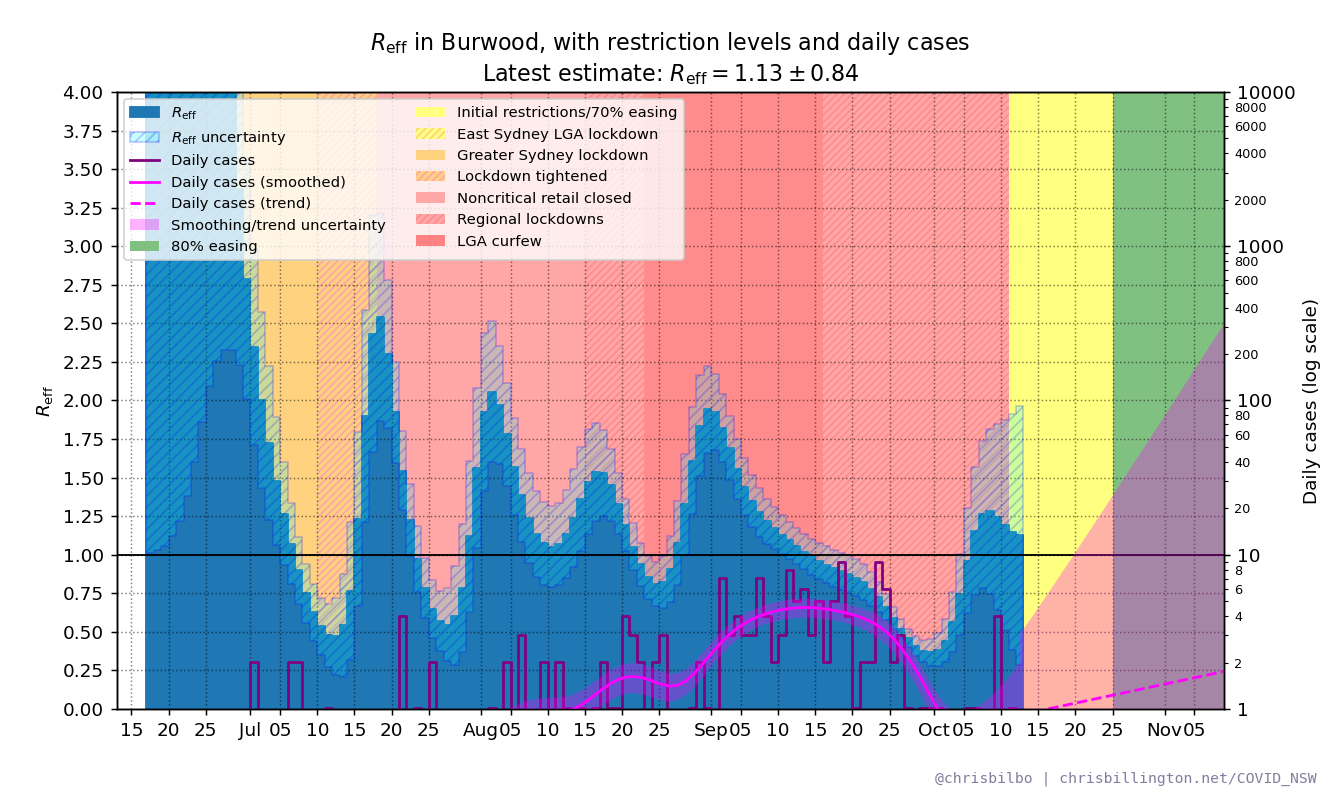 R_eff in Burwood, with restriction levels and daily cases
Latest estimate: R_eff = 1.13 ± 0.84
R_eff
R_eff uncertainty
Daily cases
Daily cases (smoothed)
Daily cases (trend)
Smoothing/trend uncertainty
80% easing
Initial restrictions/70% easing
East Sydney LGA lockdown
Greater Sydney lockdown
Lockdown tightened
Noncritical retail closed
Regional lockdowns
LGA curfew
R_eff
4.00
3.75
3.50
3.25
3.00
2.75
2.50
2.25
2.00
1.75
1.50
1.25
1.00
0.75
0.50
0.25
0.00
10000
8000
6000
4000
2000
1000
800
600
400
200
100
80
60
40
20
10
8
6
4
2
1
Daily cases (log scale)
15 20 25 Jul 05 10 15 20 25 Aug 05 10 15 20 25 Sep 05 10 15 20 25 Oct 05 10 15 20 25 Nov 05
@chrisbilbo | chrisbillington.net/COVID_NSW